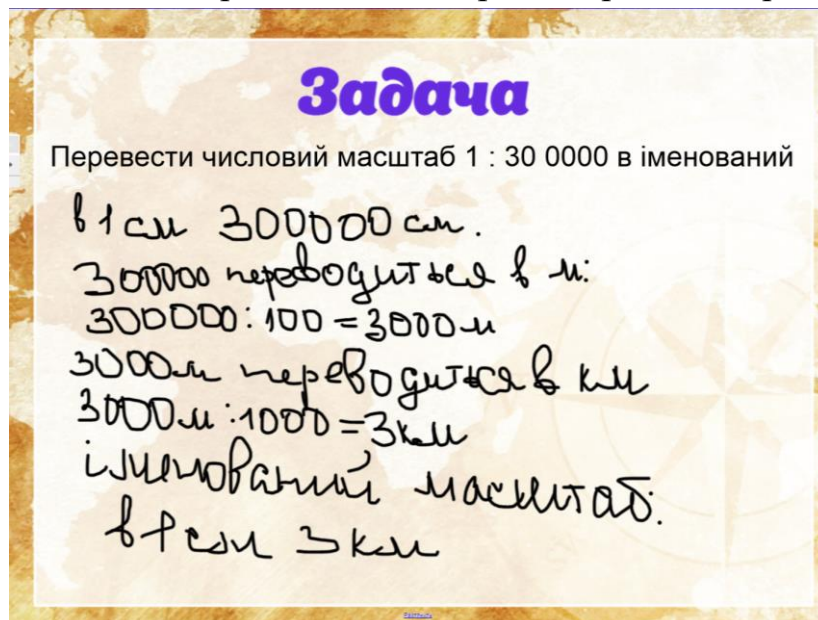 Задача
Перевести числовий масштаб 1 : 30 0000 в іменований
в 1 см 300000 см.
300000 переводиться в м:
300000 : 100 = 3000 м
3000 м переводиться в км
3000 м : 1000 = 3 км
іменований масштаб:
в 1 см 3 км